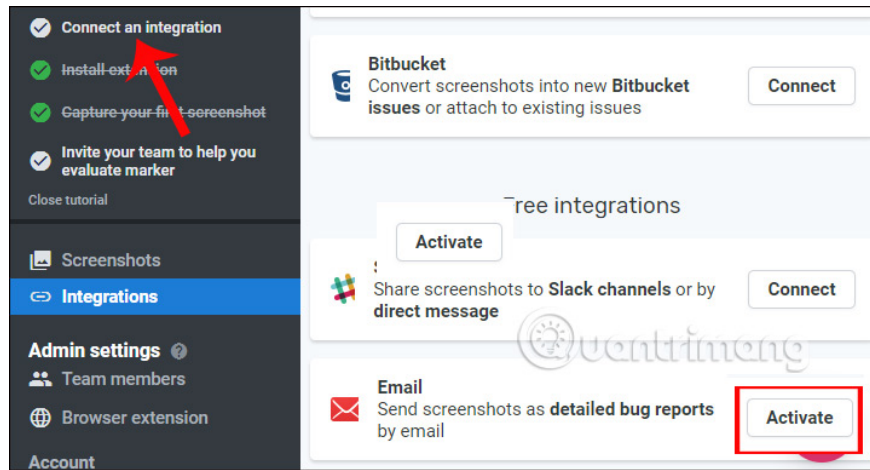 Connect an integration
Install extension
Capture your first screenshot
Invite your team to help you
evaluate marker
Close tutorial
Screenshots
Integrations
Admin settings
Team members
Browser extension
Account
Bitbucket
Convert screenshots into new Bitbucket
issues or attach to existing issues
Connect
Free integrations
Activate
Share screenshots to Slack channels or by
direct message
Connect
Quantrimang
Email
Send screenshots as detailed bug reports
by email
Activate